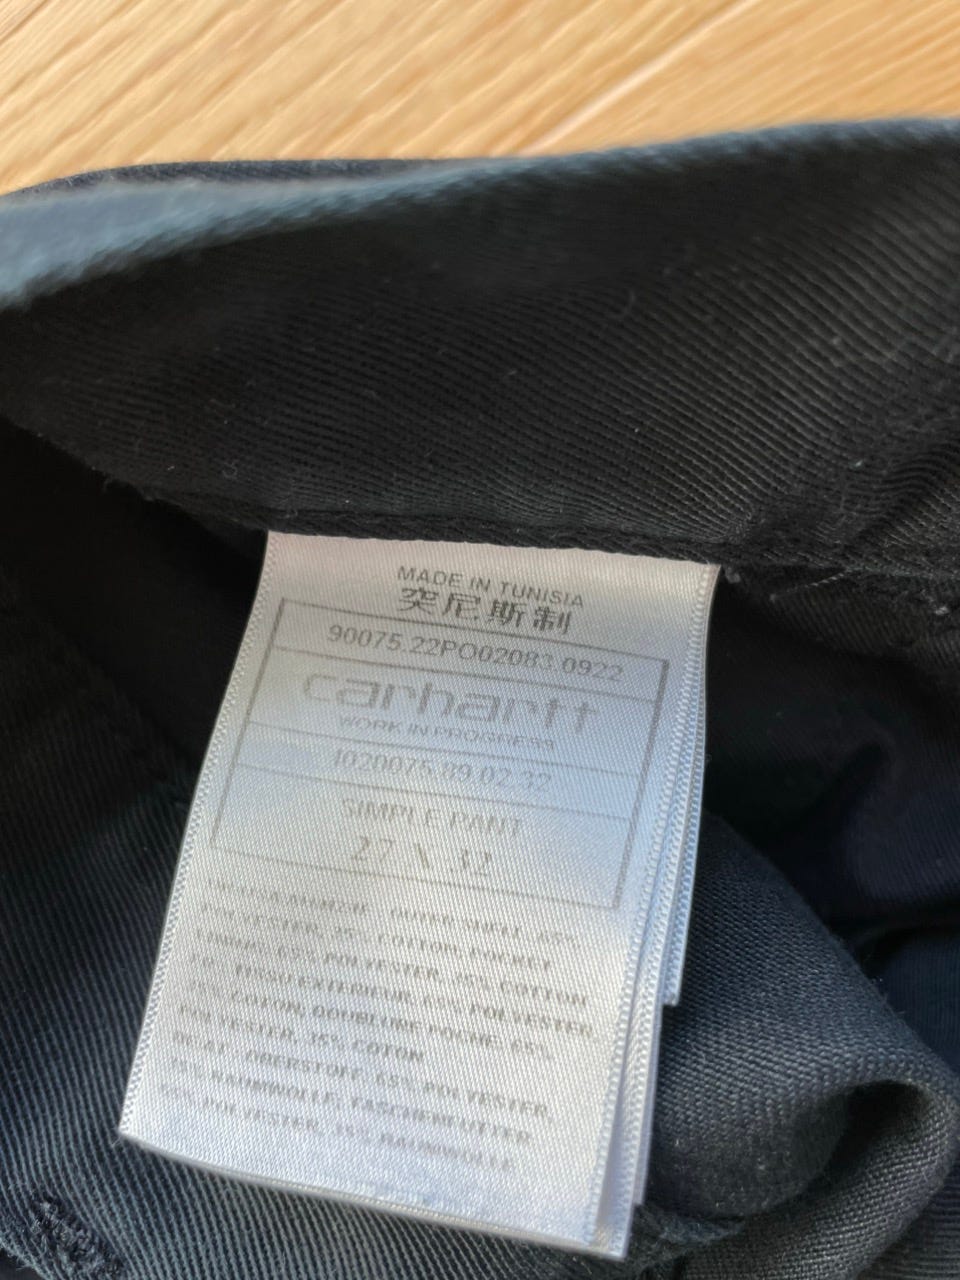 MADE IN TUNISIA
突尼斯制
90075.22PO02083.0922
carhartt
WORK IN PROGRESS
I020075.89.02.32
SIMPLE PANT
27 \ 32
OUTER SHELL, 65%
POLYESTER, 35% COTTON, POCKET
LINING, 65% POLYESTER, 35% COTTON
FR - TISSU EXTERIEUR, 65% POLYESTER,
35% COTON, DOUBLURE POCHE, 65%
POLYESTER, 35% COTON
OBERSTOFF, 65% POLYESTER,
35% BAUMWOLLE; TASCHENFUTTER
POLYESTER, 35% BAUMWOLLE